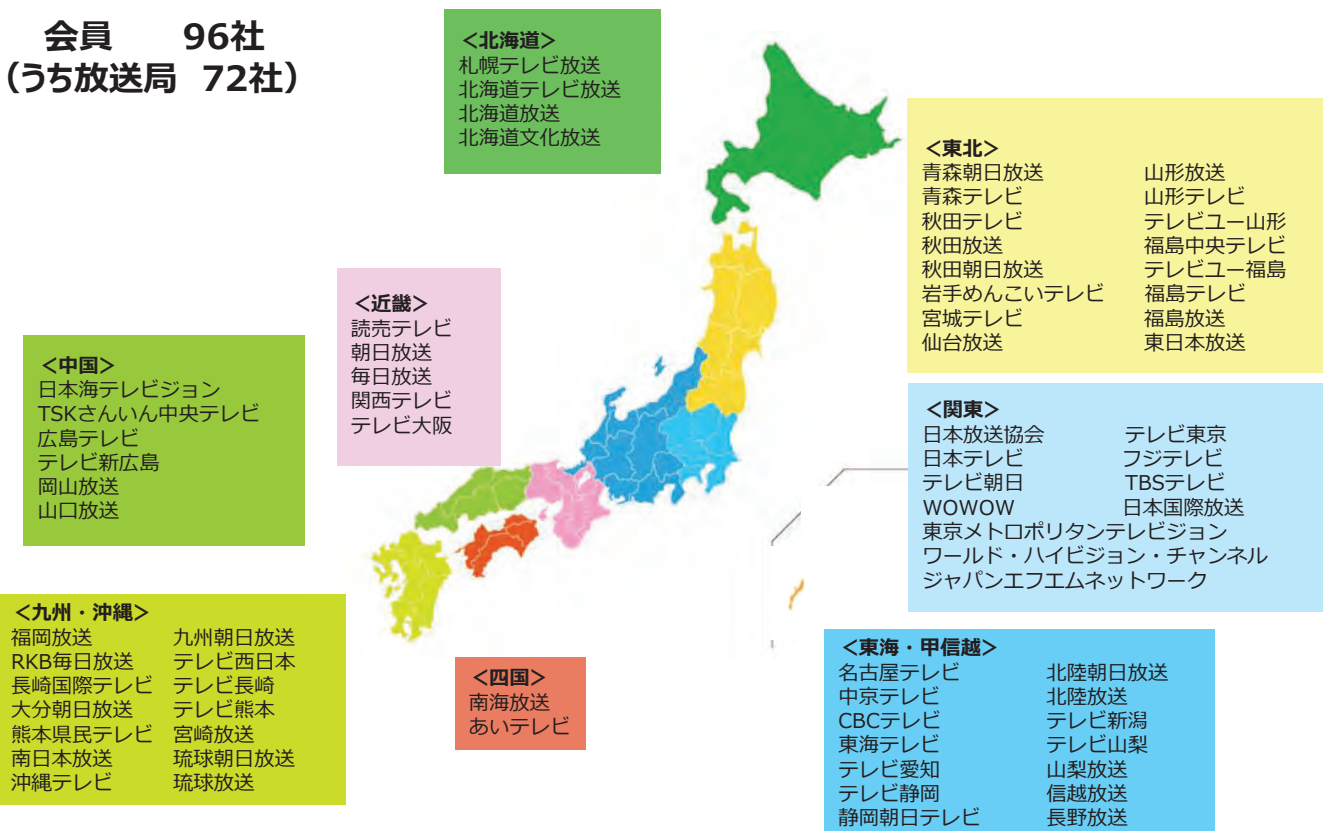 会員 96社
(うち放送局 72社)
<北海道>
札幌テレビ放送
北海道テレビ放送
北海道放送
北海道文化放送
<東北>
青森朝日放送 山形放送
青森テレビ 山形テレビ
秋田テレビ テレビユー山形
秋田放送 福島中央テレビ
秋田朝日放送 テレビユー福島
岩手めんこいテレビ 福島テレビ
宮城テレビ 福島放送
仙台放送 東日本放送
<近畿>
読売テレビ
朝日放送
毎日放送
関西テレビ
テレビ大阪
<中国>
日本海テレビジョン
TSKさんいん中央テレビ
広島テレビ
テレビ新広島
岡山放送
山口放送
<関東>
日本放送協会 テレビ東京
日本テレビ フジテレビ
テレビ朝日 TBSテレビ
WOWOW 日本国際放送
東京メトロポリタンテレビジョン
ワールド・ハイビジョン・チャンネル
ジャパンエフエムネットワーク
<九州・沖縄>
福岡放送 九州朝日放送
RKB毎日放送 テレビ西日本
長崎国際テレビ テレビ長崎
大分朝日放送 テレビ熊本
熊本県民テレビ 宮崎放送
南日本放送 琉球朝日放送
沖縄テレビ 琉球放送
<四国>
南海放送
あいテレビ
<東海・甲信越>
名古屋テレビ 北陸朝日放送
中京テレビ 北陸放送
CBCテレビ テレビ新潟
東海テレビ テレビ山梨
テレビ愛知 山梨放送
テレビ静岡 信越放送
静岡朝日テレビ 長野放送